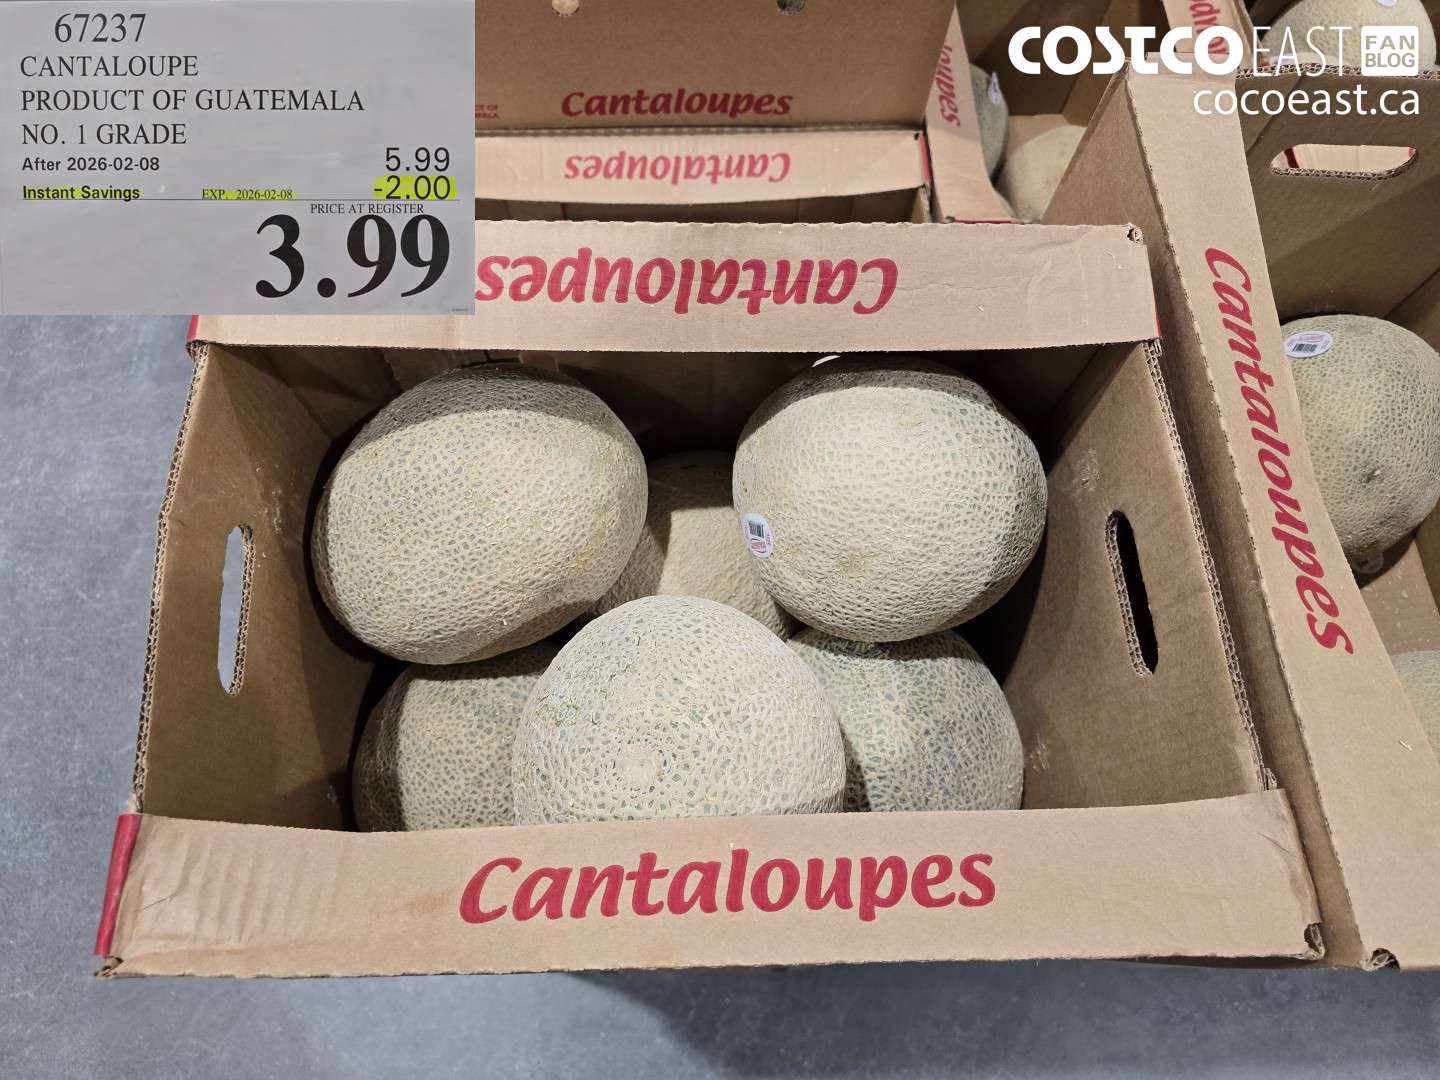 67237
CANTALOUPE
PRODUCT OF GUATEMALA
NO. 1 GRADE
After 2026-02-08 5.99
Instant Savings EXP. 2026-02-08 -2.00
PRICE AT REGISTER
3.99
COSTCO EAST FAN BLOG
cocoeast.ca
Cantaloupes
Cantaloupes
Cantaloupes
Cantaloupes
Cantaloupes